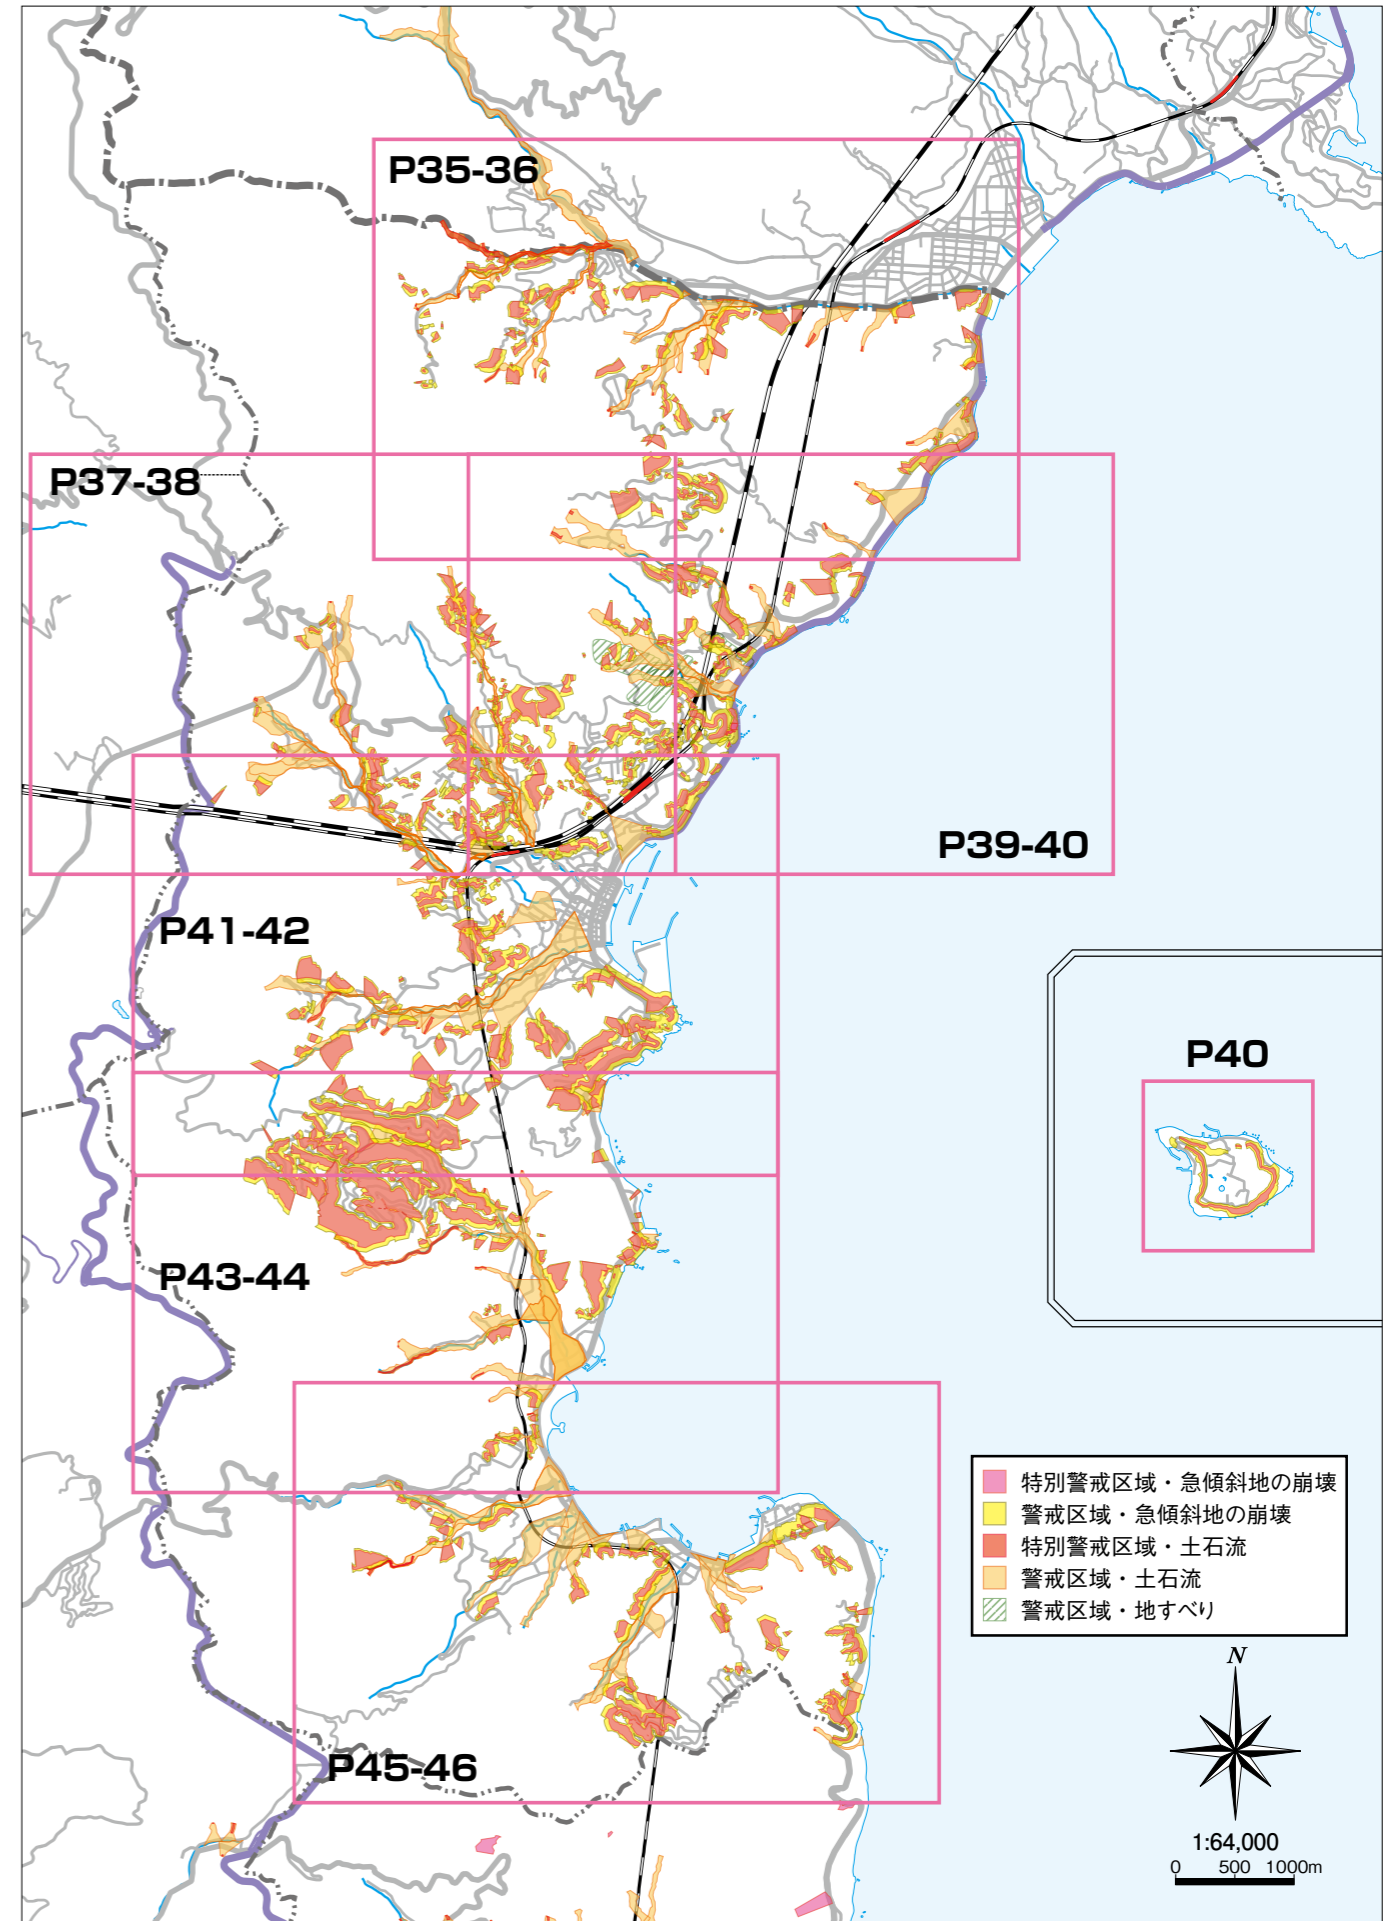 P35-36
P37-38
P39-40
P41-42
P40
P43-44
特別警戒区域・急傾斜地の崩壊
警戒区域・急傾斜地の崩壊
特別警戒区域・土石流
警戒区域・土石流
警戒区域・地すべり
N
P45-46
1:64,000
0 500 1000m